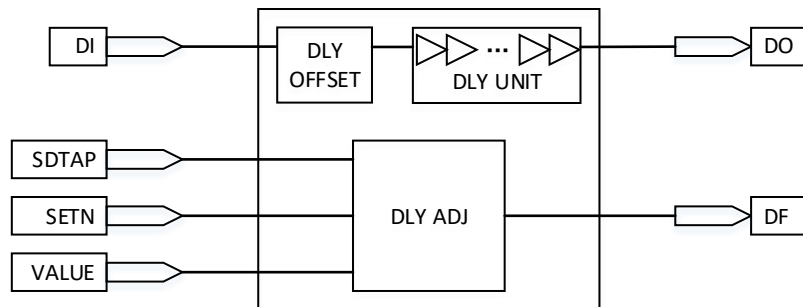 DI
DLY
OFFSET
...
DLY UNIT
DO
SDTAP
SETN
VALUE
DLY ADJ
DF